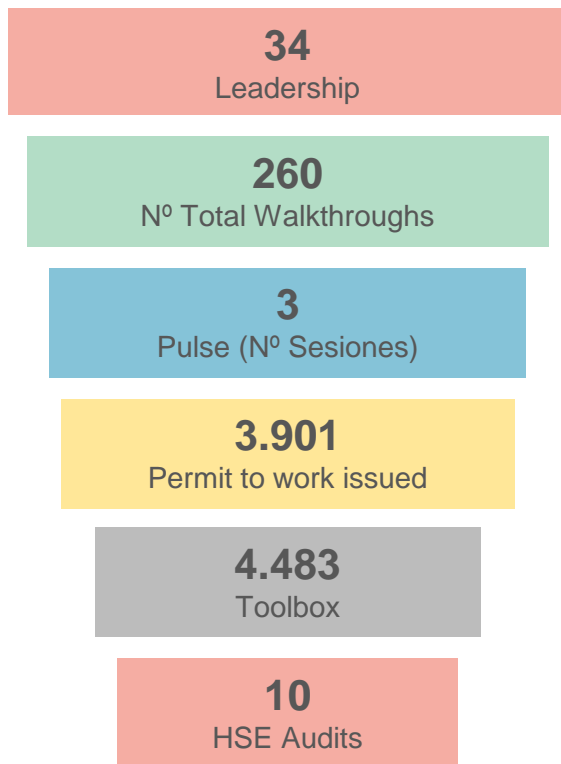 34
Leadership
260
Nº Total Walkthroughs
3
Pulse (Nº Sesiones)
3.901
Permit to work issued
4.483
Toolbox
10
HSE Audits